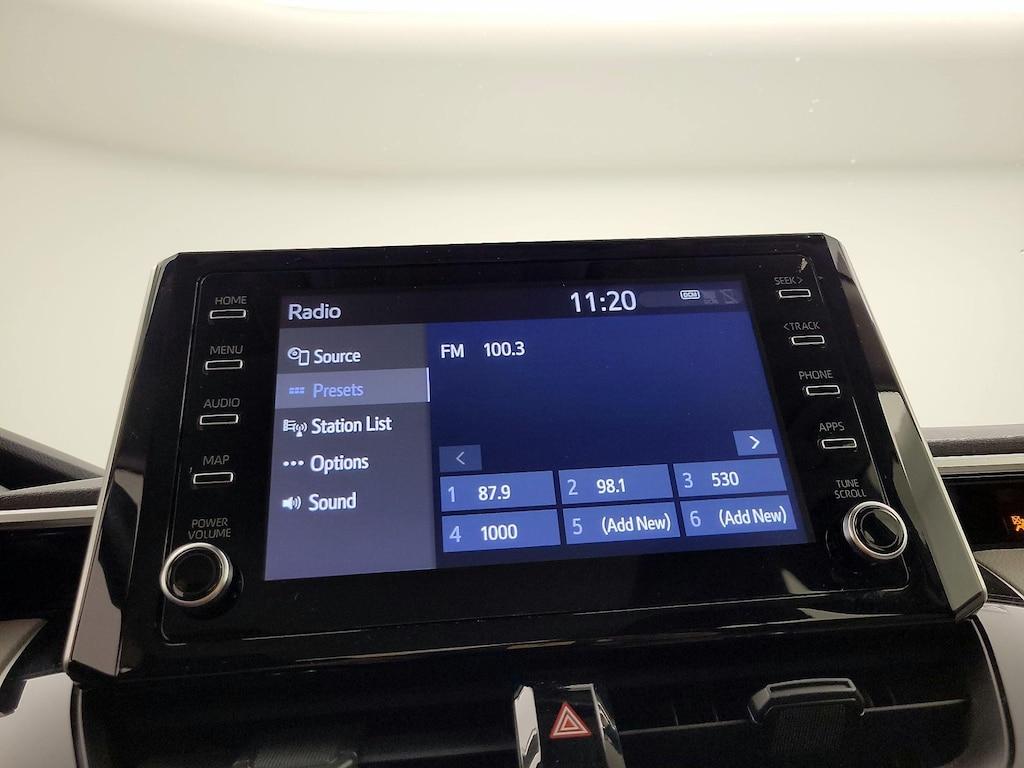 HOME
MENU
AUDIO
MAP
POWER
VOLUME
Radio
11:20
DCM
Source
Presets
Station List
Options
Sound
FM 100.3
<
>
1 87.9
2 98.1
3 530
4 1000
5 (Add New)
6 (Add New)
SEEK>
<TRACK
PHONE
APPS
TUNE
SCROLL